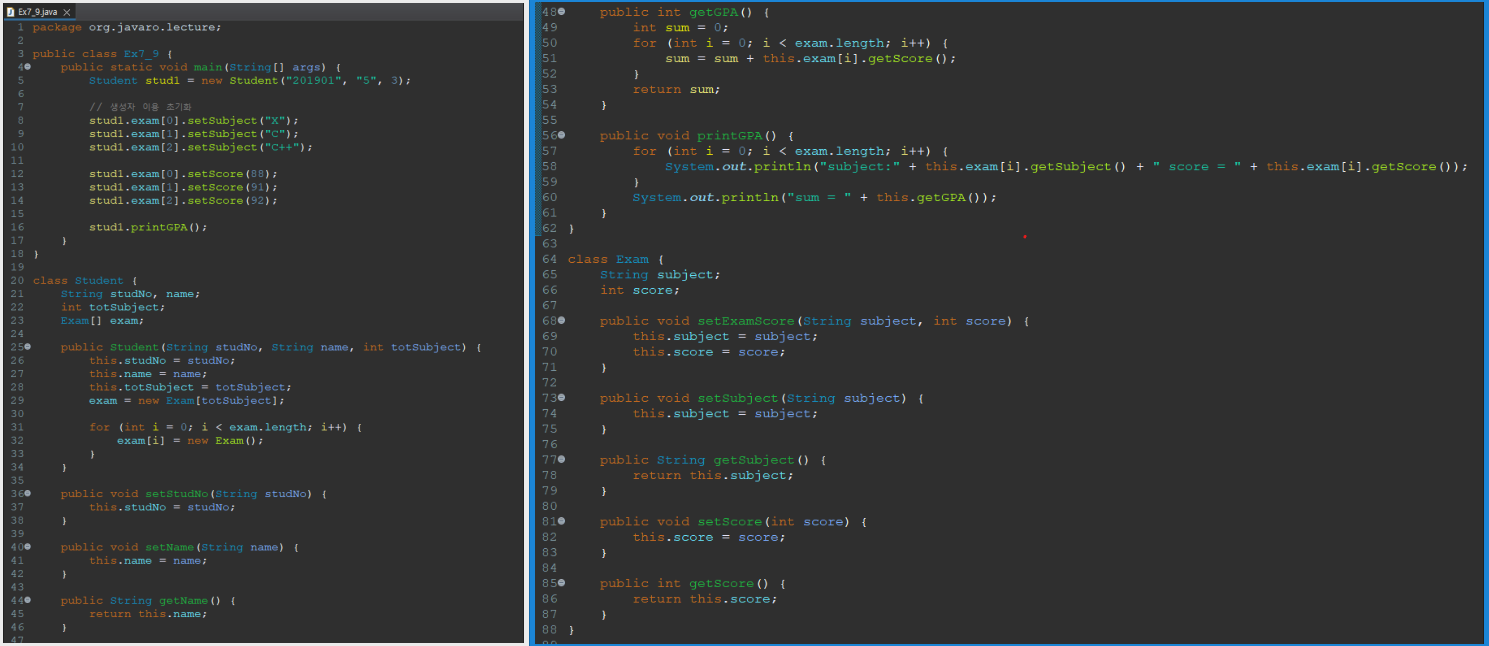 Ex7_9.java
1 package org.javaro.lecture;
2
3 public class Ex7_9 {
4 public static void main(String[] args) {
5 Student stud1 = new Student("201901", "5", 3);
6
7 // 생성자 이용 초기화
8 stud1.exam[0].setSubject("X");
9 stud1.exam[1].setSubject("C");
10 stud1.exam[2].setSubject("C++");
11
12 stud1.exam[0].setScore(88);
13 stud1.exam[1].setScore(91);
14 stud1.exam[2].setScore(92);
15
16 stud1.printGPA();
17 }
18 }
19
20 class Student {
21 String studNo, name;
22 int totSubject;
23 Exam[] exam;
24
25 public Student(String studNo, String name, int totSubject) {
26 this.studNo = studNo;
27 this.name = name;
28 this.totSubject = totSubject;
29 exam = new Exam[totSubject];
30
31 for (int i = 0; i < exam.length; i++) {
32 exam[i] = new Exam();
33 }
34 }
35
36 public void setStudNo(String studNo) {
37 this.studNo = studNo;
38 }
39
40 public void setName(String name) {
41 this.name = name;
42 }
43
44 public String getName() {
45 return this.name;
46 }
47
48 public int getGPA() {
49 int sum = 0;
50 for (int i = 0; i < exam.length; i++) {
51 sum = sum + this.exam[i].getScore();
52 }
53 return sum;
54 }
55
56 public void printGPA() {
57 for (int i = 0; i < exam.length; i++) {
58 System.out.println("subject:" + this.exam[i].getSubject() + " score = " + this.exam[i].getScore());
59 }
60 System.out.println("sum = " + this.getGPA());
61 }
62 }
63
64 class Exam {
65 String subject;
66 int score;
67
68 public void setExamScore(String subject, int score) {
69 this.subject = subject;
70 this.score = score;
71 }
72
73 public void setSubject(String subject) {
74 this.subject = subject;
75 }
76
77 public String getSubject() {
78 return this.subject;
79 }
80
81 public void setScore(int score) {
82 this.score = score;
83 }
84
85 public int getScore() {
86 return this.score;
87 }
88 }